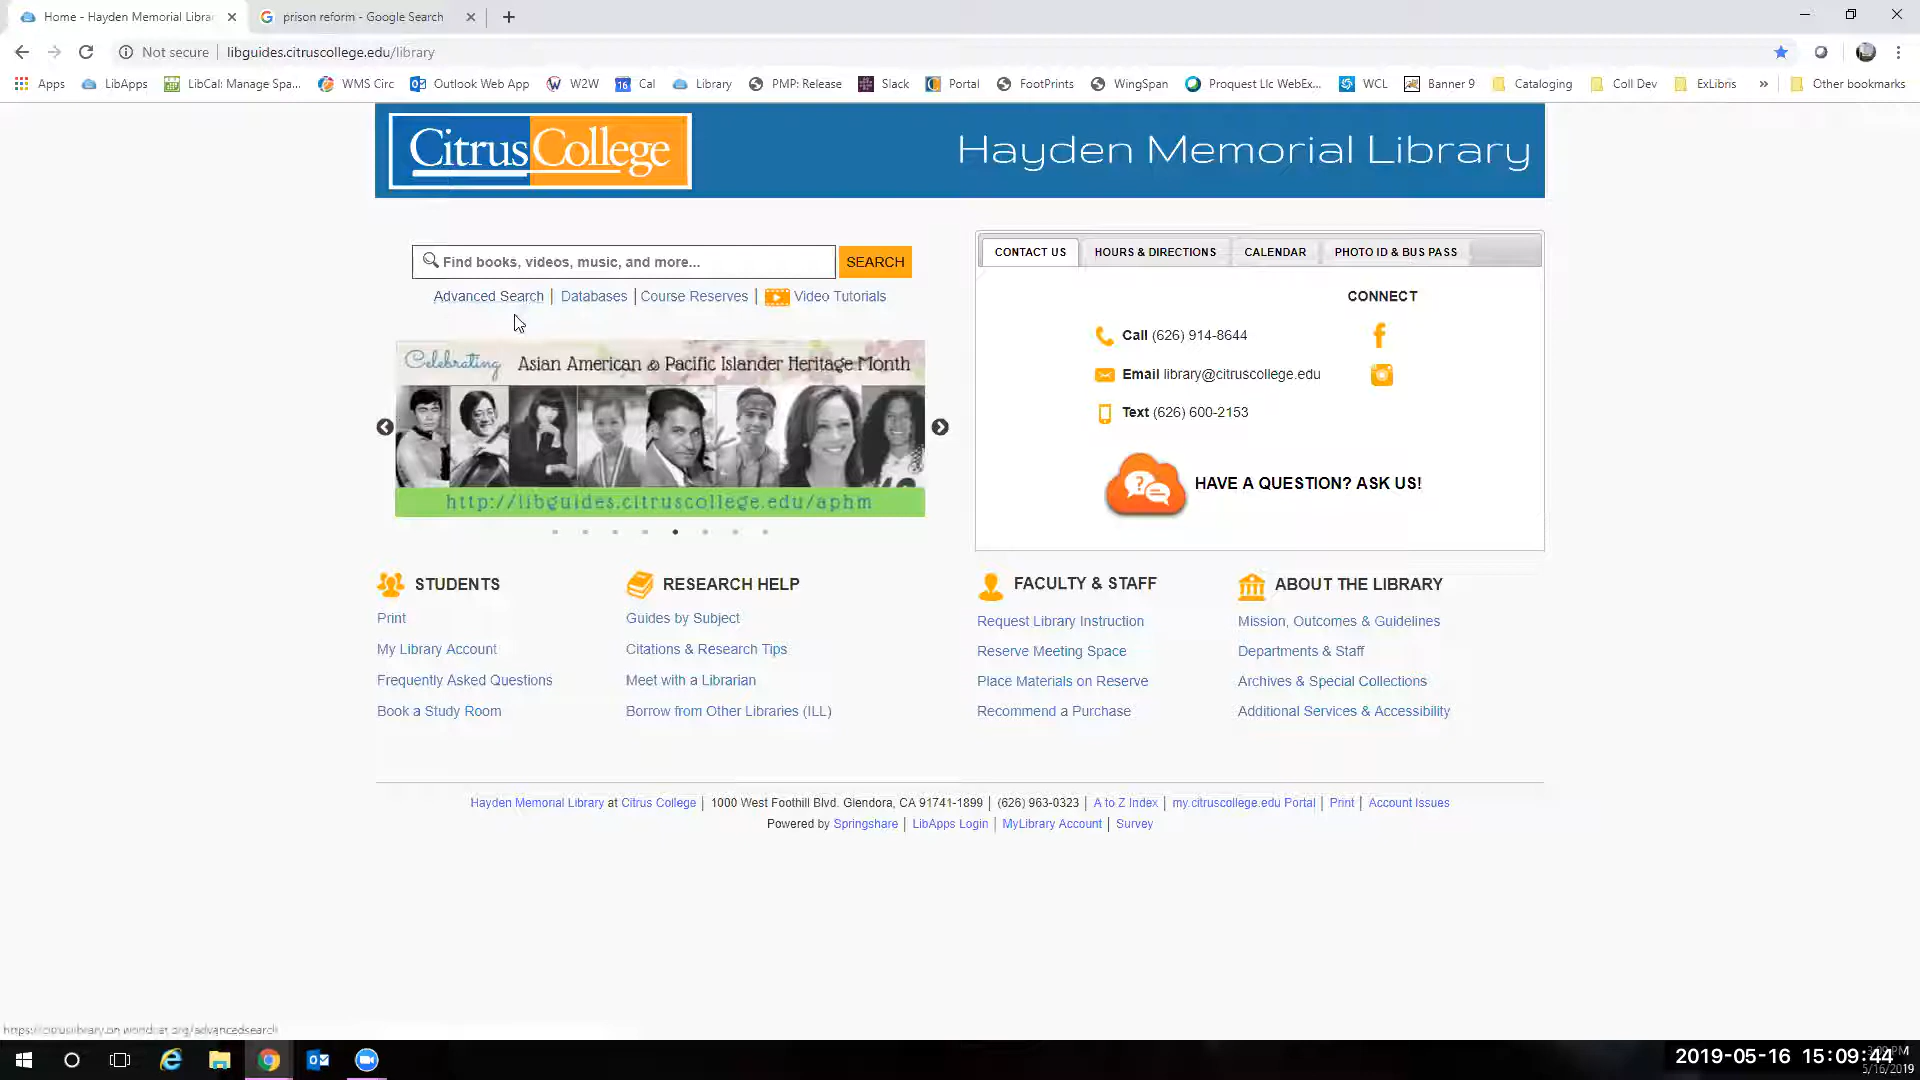 Home - Hayden Memorial Libra
prison reform - Google Search
Not secure
libguides.citruscollege.edu/library
Apps
LibApps
LibCal: Manage Spa...
WMS Circ
Outlook Web App
W2W
16
Cal
Library
PMP: Release
Slack
Portal
FootPrints
WingSpan
Proquest Llc WebEx...
WCL
Banner 9
Cataloging
Coll Dev
ExLibris
»
Other bookmarks
Citrus College
Hayden Memorial Library
Find books, videos, music, and more...
SEARCH
Advanced Search | Databases | Course Reserves | Video Tutorials
Celebrating Asian American & Pacific Islander Heritage Month
http://libguides.citruscollege.edu/aphm
CONTACT US
HOURS & DIRECTIONS
CALENDAR
PHOTO ID & BUS PASS
CONNECT
Call (626) 914-8644
Email library@citruscollege.edu
Text (626) 600-2153
HAVE A QUESTION? ASK US!
STUDENTS
Print
My Library Account
Frequently Asked Questions
Book a Study Room
RESEARCH HELP
Guides by Subject
Citations & Research Tips
Meet with a Librarian
Borrow from Other Libraries (ILL)
FACULTY & STAFF
Request Library Instruction
Reserve Meeting Space
Place Materials on Reserve
Recommend a Purchase
ABOUT THE LIBRARY
Mission, Outcomes & Guidelines
Departments & Staff
Archives & Special Collections
Additional Services & Accessibility
Hayden Memorial Library at Citrus College | 1000 West Foothill Blvd. Glendora, CA 91741-1899 | (626) 963-0323 | A to Z Index | my.citruscollege.edu Portal | Print | Account Issues
Powered by Springshare | LibApps Login | MyLibrary Account | Survey
2019-05-16 15:09:44
5/16/2019